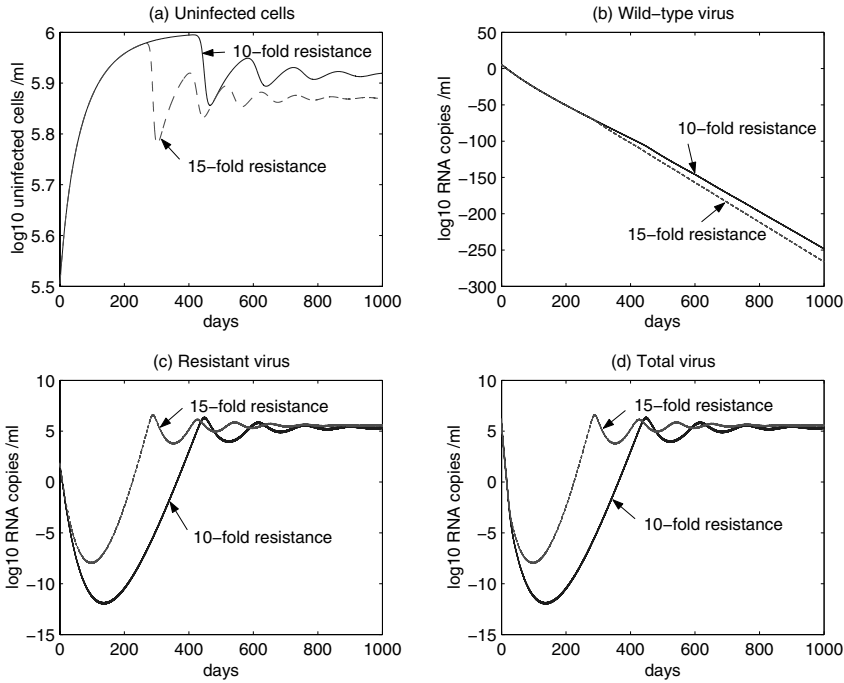 (a) Uninfected cells
log10 uninfected cells /ml
6
5.9
5.8
5.7
5.6
5.5
10−fold resistance
15−fold resistance
0 200 400 600 800 1000
days
(b) Wild−type virus
log10 RNA copies /ml
50
0
−50
−100
−150
−200
−250
−300
10−fold resistance
15−fold resistance
0 200 400 600 800 1000
days
(c) Resistant virus
log10 RNA copies /ml
10
5
0
−5
−10
−15
15−fold resistance
10−fold resistance
0 200 400 600 800 1000
days
(d) Total virus
log10 RNA copies /ml
10
5
0
−5
−10
−15
15−fold resistance
10−fold resistance
0 200 400 600 800 1000
days